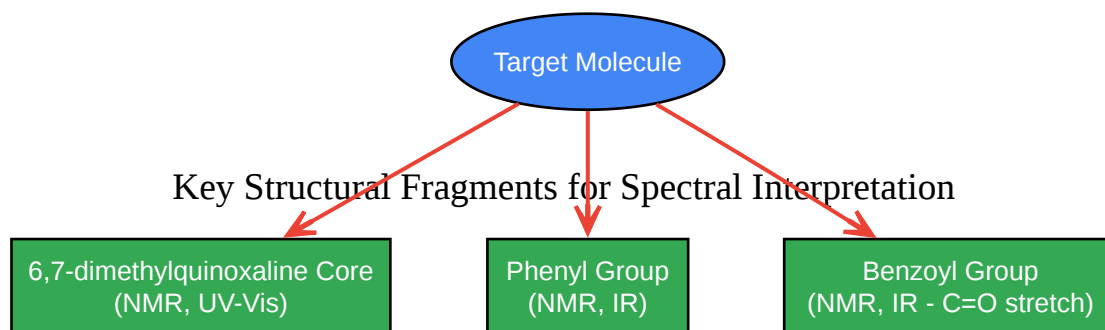 Target Molecule
Key Structural Fragments for Spectral Interpretation
6,7-dimethylquinoxaline Core
(NMR, UV-Vis)
Phenyl Group
(NMR, IR)
Benzoyl Group
(NMR, IR - C=O stretch)